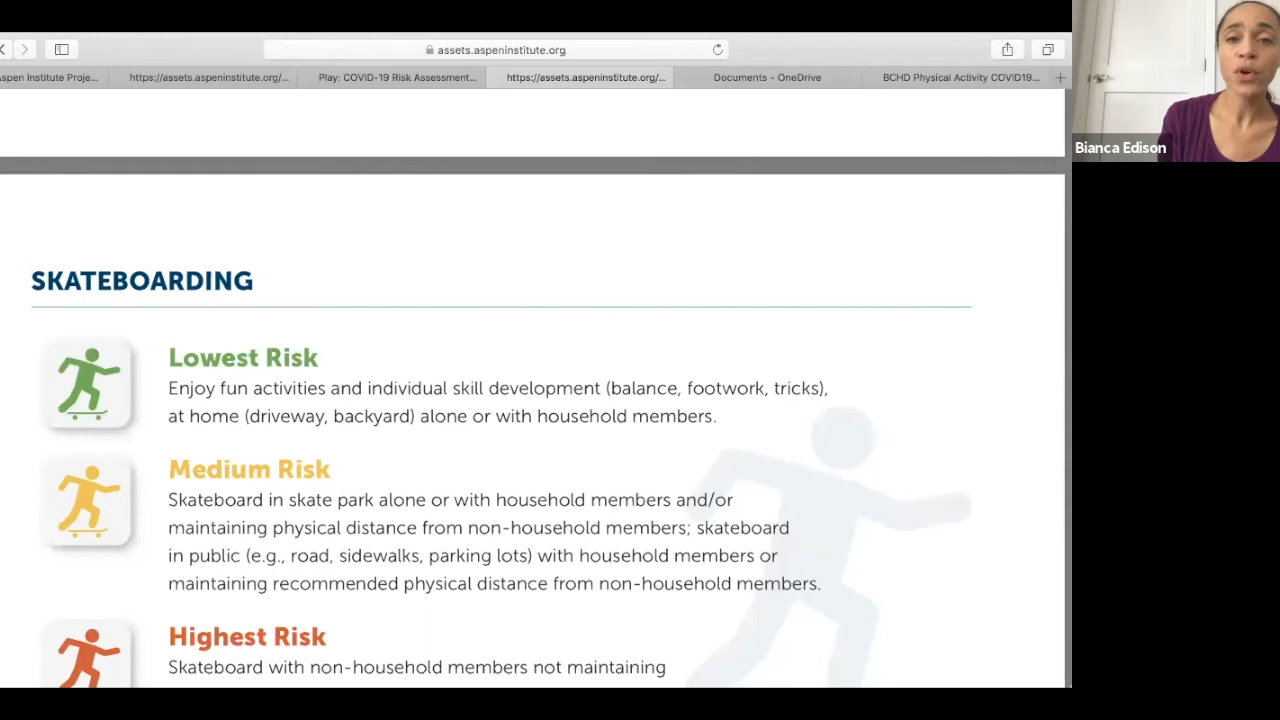 assets.aspeninstitute.org
Aspen Institute Proje...
https://assets.aspeninstitute.org/...
Play: COVID-19 Risk Assessment...
https://assets.aspeninstitute.org/...
Documents - OneDrive
BCHD Physical Activity COVID19...
Bianca Edison
SKATEBOARDING
Lowest Risk
Enjoy fun activities and individual skill development (balance, footwork, tricks),
at home (driveway, backyard) alone or with household members.
Medium Risk
Skateboard in skate park alone or with household members and/or
maintaining physical distance from non-household members; skateboard
in public (e.g., road, sidewalks, parking lots) with household members or
maintaining recommended physical distance from non-household members.
Highest Risk
Skateboard with non-household members not maintaining